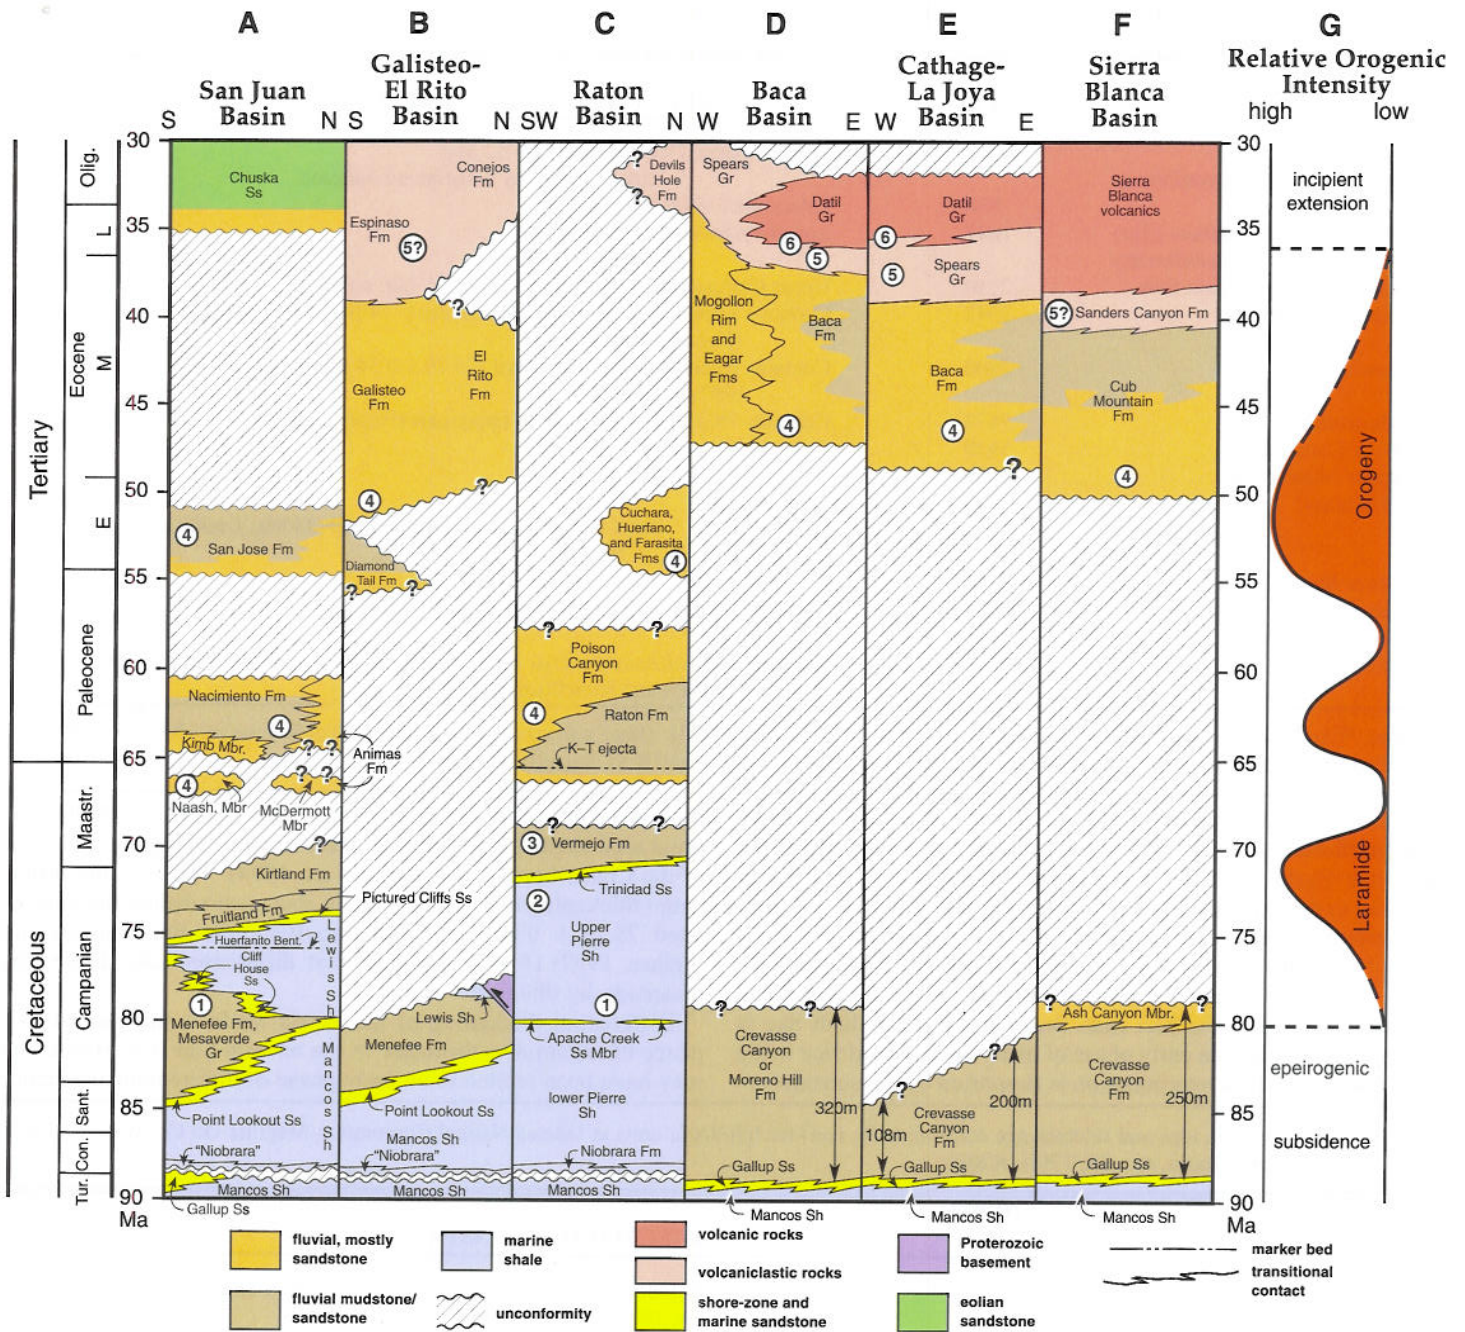 A
B
C
D
E
F
G
San Juan
Basin
Galisteo-
El Rito
Basin
Raton
Basin
Baca
Basin
Cathage-
La Joya
Basin
Sierra
Blanca
Basin
Relative Orogenic
Intensity
high
low
S
N
S
N
SW
N
W
E
W
E
30
35
40
45
50
55
60
65
70
75
80
85
90
Ma
Tertiary
Cretaceous
Olig.
Eocene
L
M
E
Paleocene
Maastr.
Campanian
Sant.
Con.
Tur.
Chuska
Ss
4
San Jose Fm
Nacimiento Fm
4
Kimb Mbr.
? ?
Animas
Fm
4
? ?
Naash. Mbr
McDermott
Mbr
?
Kirtland Fm
Fruitland Fm
Pictured Cliffs Ss
Huerfanito Bent.
Lewis Sh
Cliff
House
Ss
1
Menefee Fm,
Mesaverde
Gr
Mancos Sh
Point Lookout Ss
"Niobrara"
Mancos Sh
Gallup Ss
Conejos
Fm
Espinaso
Fm
5?
?
El
Rito
Fm
Galisteo
Fm
4
?
Diamond
Tail Fm
? ?
Lewis Sh
Menefee Fm
Point Lookout Ss
Mancos Sh
"Niobrara"
Mancos Sh
?
Devils
Hole
Fm
?
Cuchara,
Huerfano,
and Farasita
Fms
4
? ?
Poison
Canyon
Fm
4
Raton Fm
K–T ejecta
? ?
3
Vermejo Fm
Trinidad Ss
2
Upper
Pierre
Sh
1
Apache Creek
Ss Mbr
lower Pierre
Sh
Niobrara Fm
Mancos Sh
Spears
Gr
Datil
Gr
6
5
Mogollon
Rim
and
Eagar
Fms
Baca
Fm
4
? ?
Crevasse
Canyon
or
Moreno Hill
Fm
320m
Gallup Ss
Mancos Sh
Datil
Gr
6
Spears
Gr
5
Baca
Fm
4
?
?
?
200m
108m
Crevasse
Canyon
Fm
Gallup Ss
Mancos Sh
Sierra
Blanca
volcanics
5?
Sanders Canyon Fm
Cub
Mountain
Fm
4
? ?
Ash Canyon Mbr.
Crevasse
Canyon
Fm
250m
Gallup Ss
Mancos Sh
30
35
40
45
50
55
60
65
70
75
80
85
90
Ma
incipient
extension
Orogeny
Laramide
epeirogenic
subsidence
fluvial, mostly
sandstone
fluvial mudstone/
sandstone
marine
shale
unconformity
volcanic rocks
volcaniclastic rocks
shore-zone and
marine sandstone
Proterozoic
basement
eolian
sandstone
marker bed
transitional
contact